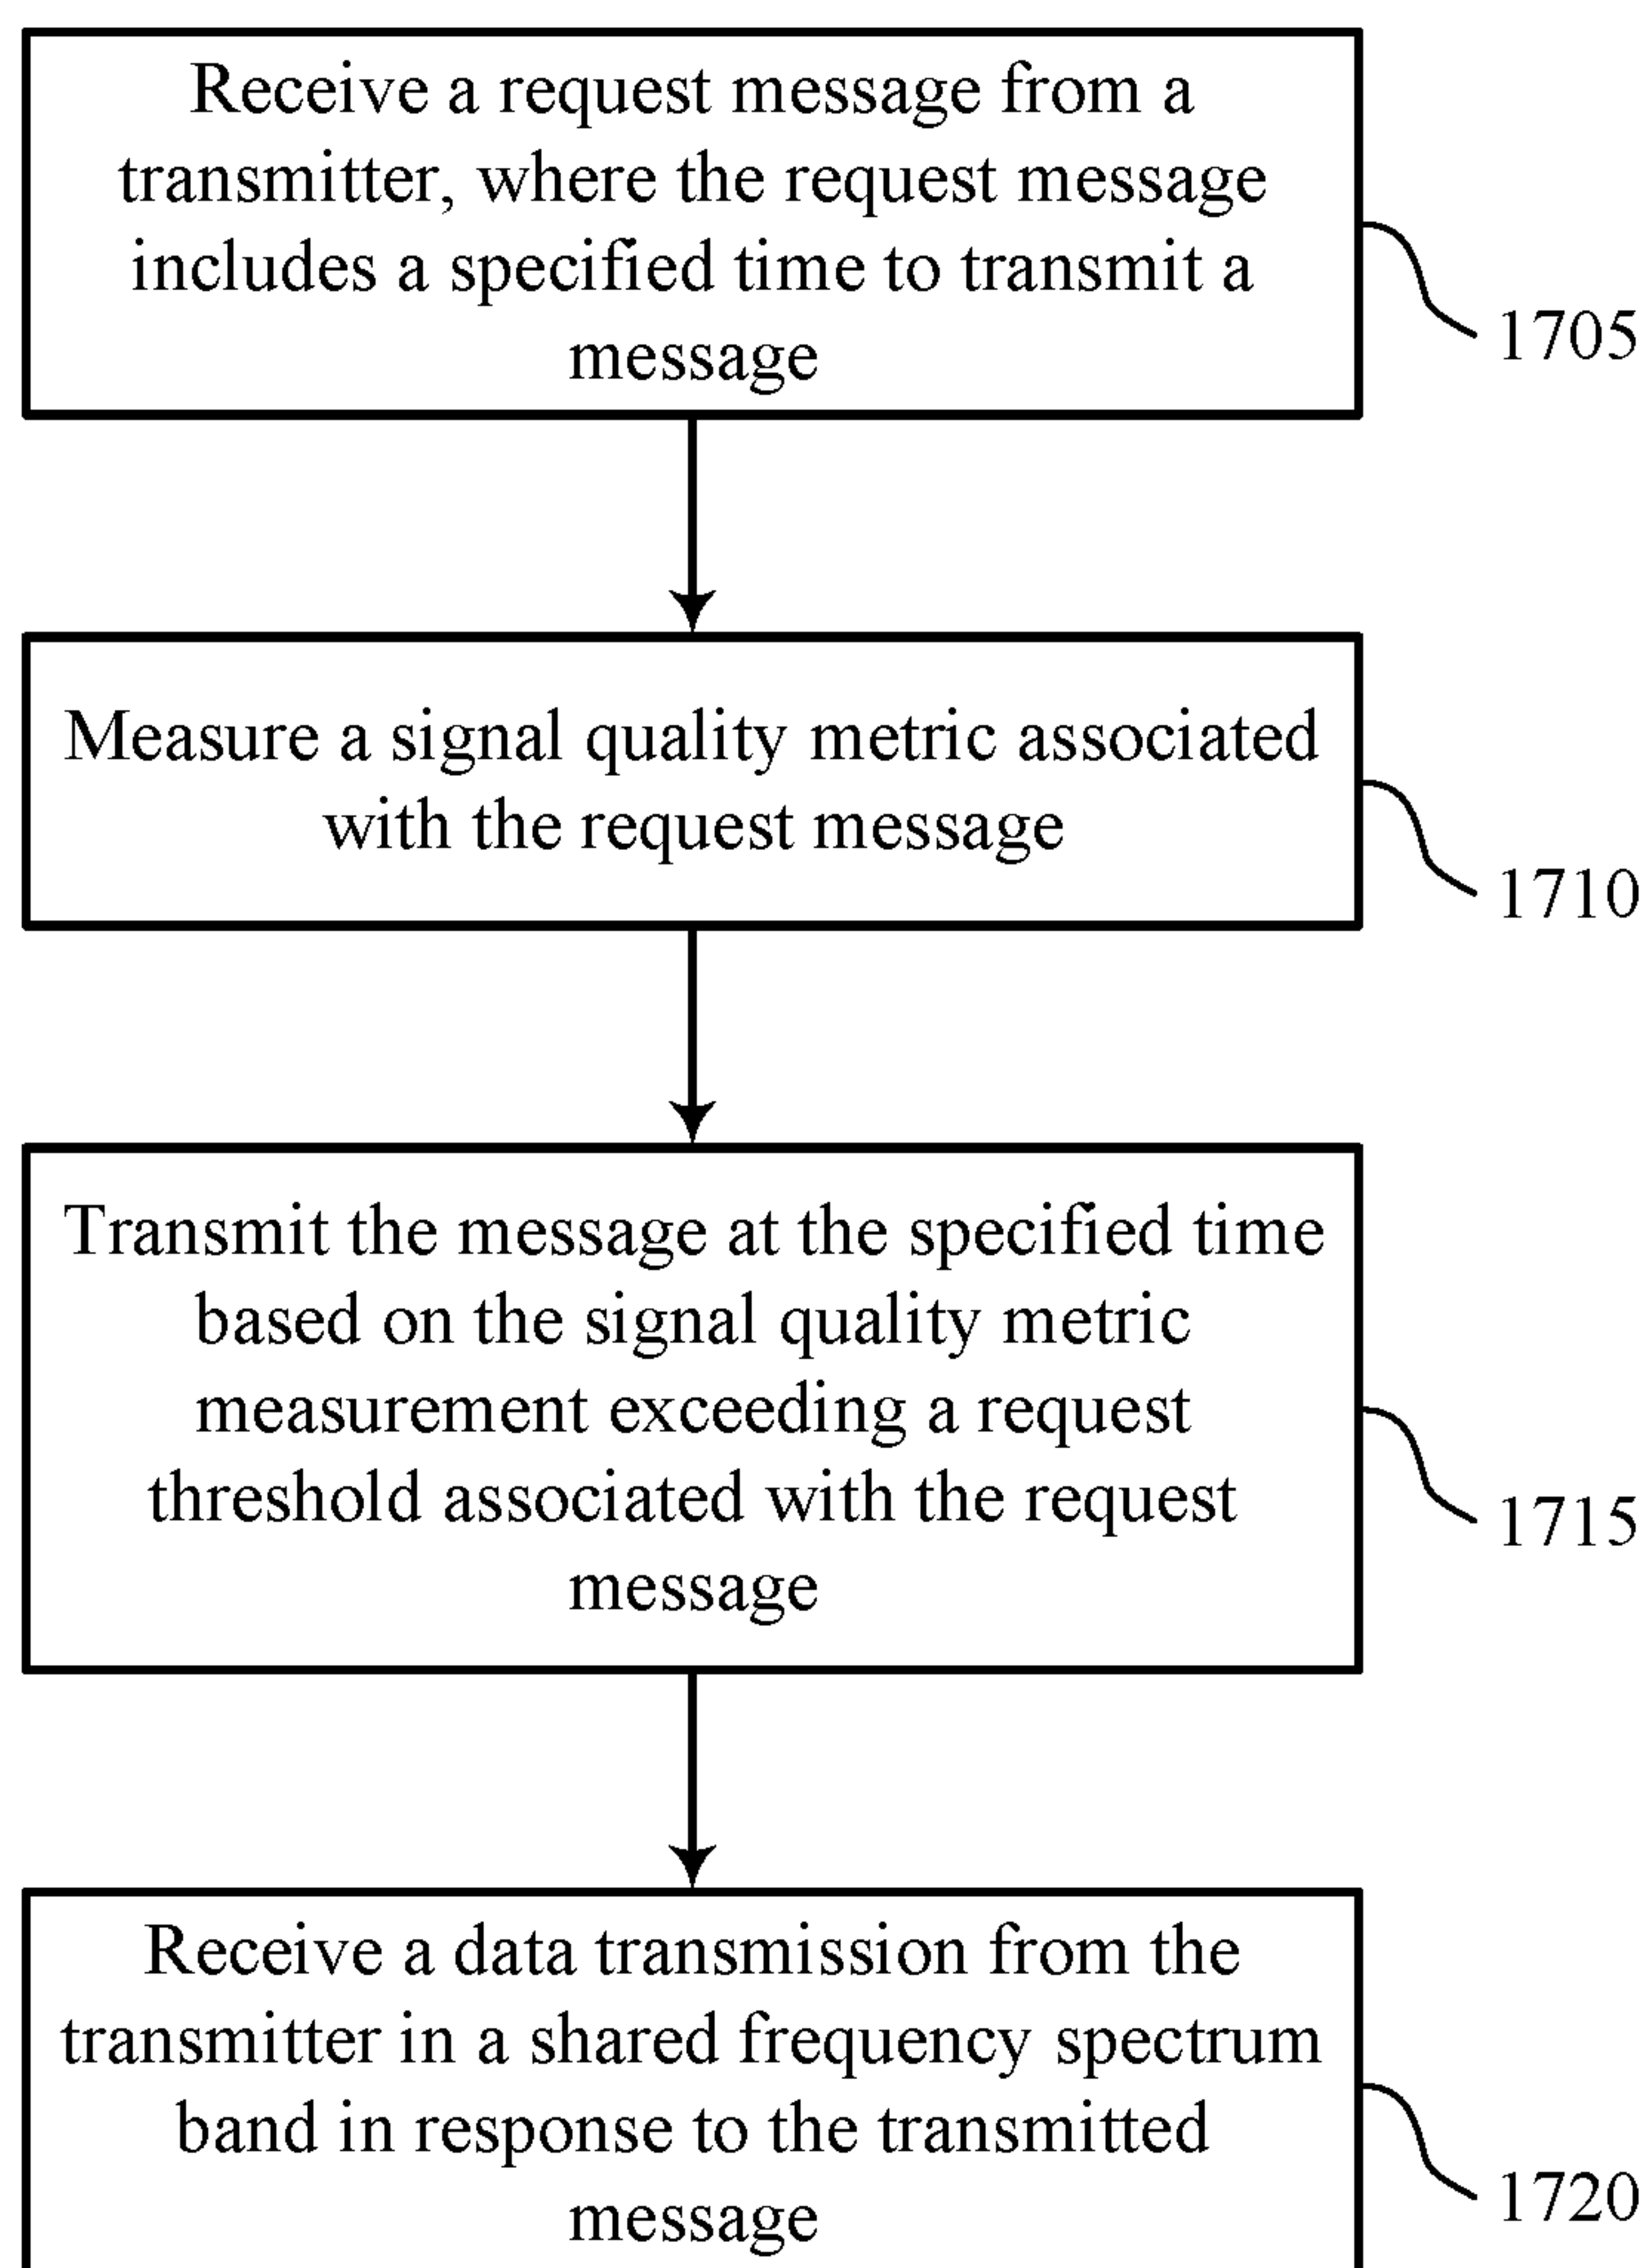 Receive a request message from a
transmitter, where the request message
includes a specified time to transmit a
message
1705
Measure a signal quality metric associated
with the request message
1710
Transmit the message at the specified time
based on the signal quality metric
measurement exceeding a request
threshold associated with the request
message
1715
Receive a data transmission from the
transmitter in a shared frequency spectrum
band in response to the transmitted
message
1720